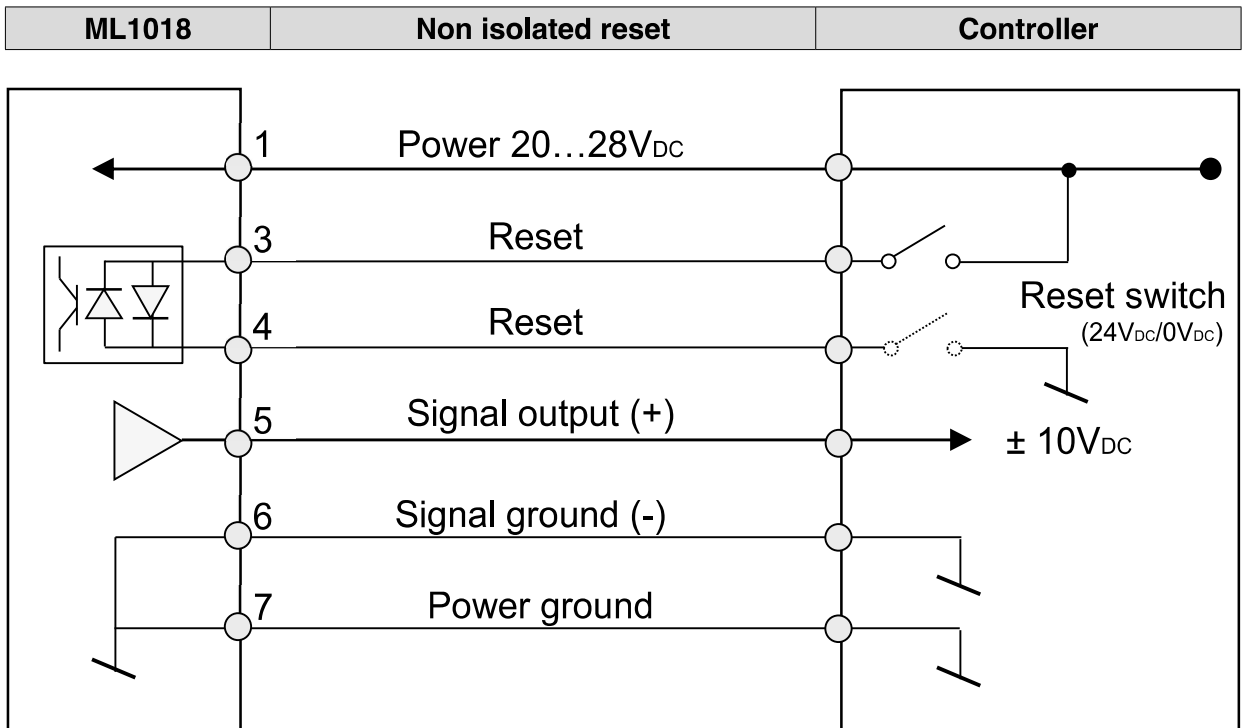 ML1018 Non isolated reset Controller
1 Power 20...28VDC
3 Reset
4 Reset
Reset switch
(24VDC/0VDC)
5 Signal output (+)
± 10VDC
6 Signal ground (-)
7 Power ground